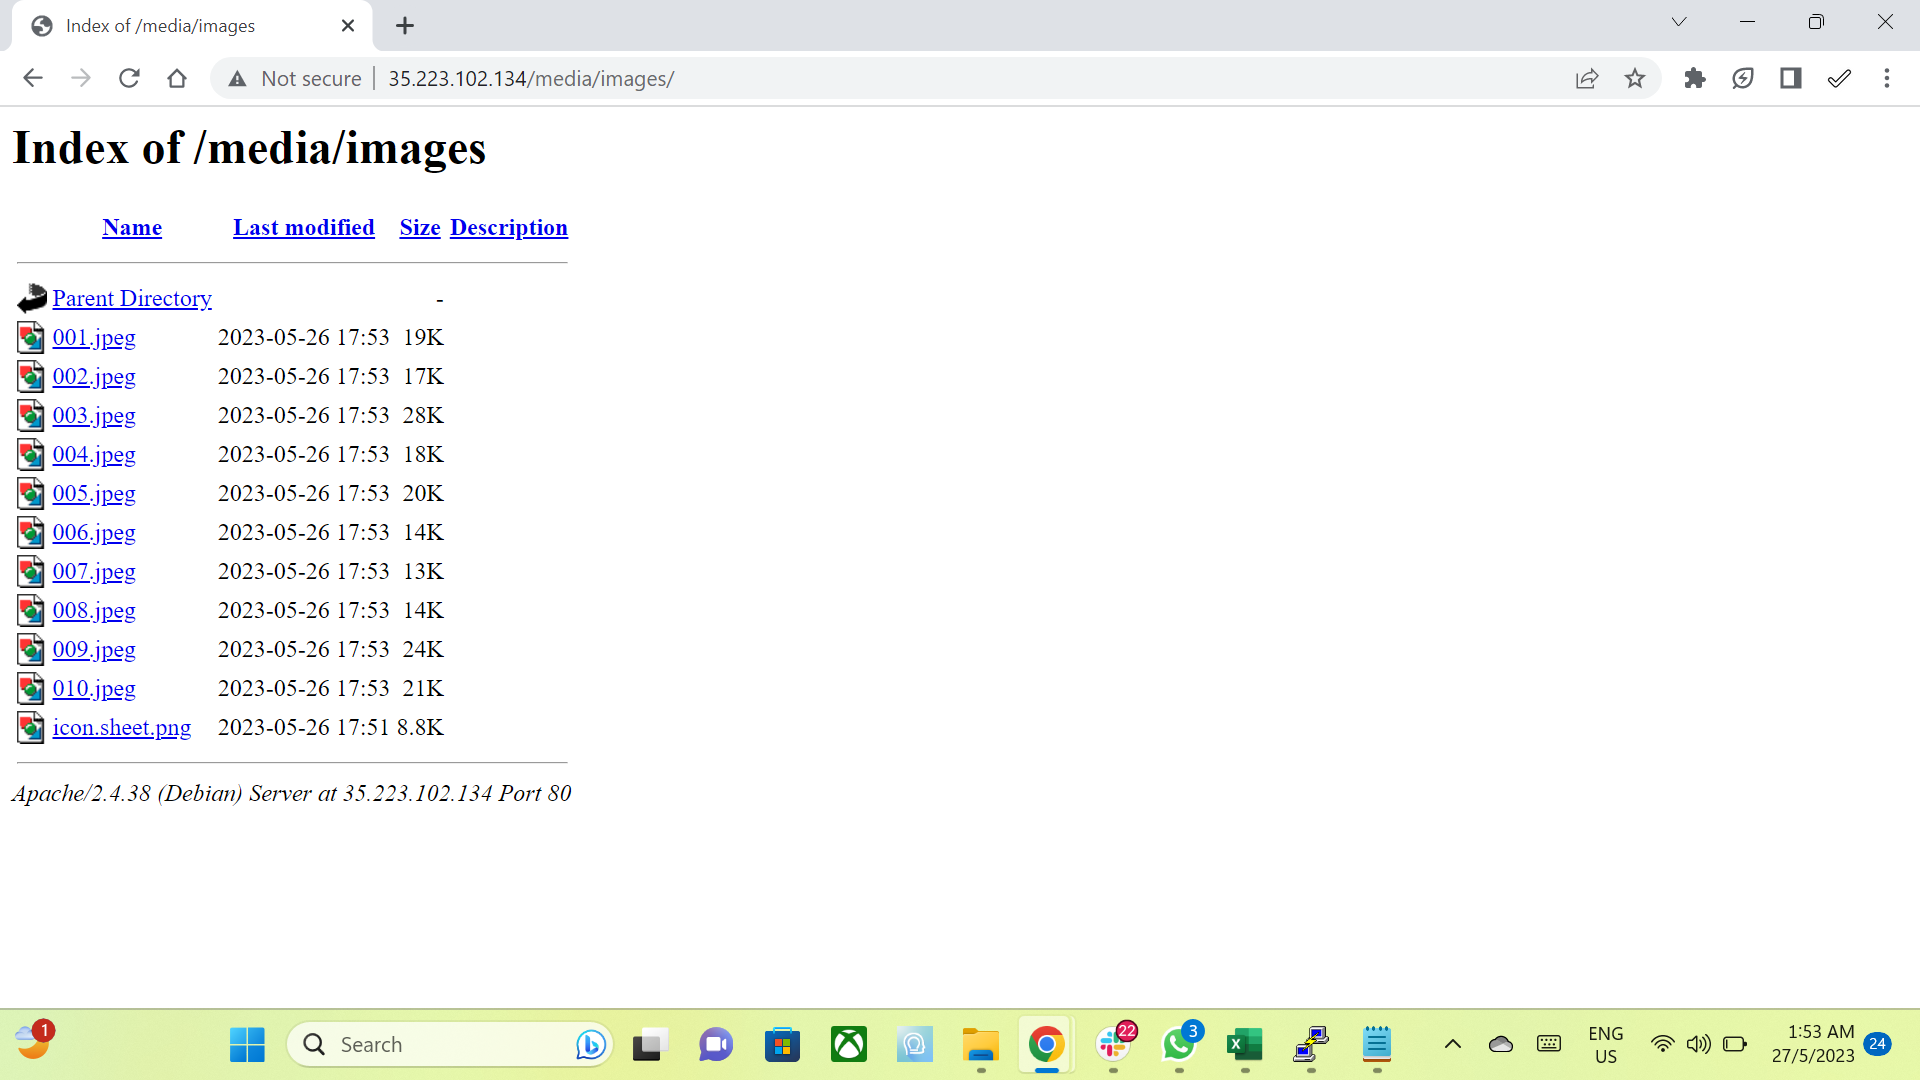 Index of /media/images
Not secure 35.223.102.134/media/images/
Index of /media/images
Name Last modified Size Description
Parent Directory -
001.jpeg 2023-05-26 17:53 19K
002.jpeg 2023-05-26 17:53 17K
003.jpeg 2023-05-26 17:53 28K
004.jpeg 2023-05-26 17:53 18K
005.jpeg 2023-05-26 17:53 20K
006.jpeg 2023-05-26 17:53 14K
007.jpeg 2023-05-26 17:53 13K
008.jpeg 2023-05-26 17:53 14K
009.jpeg 2023-05-26 17:53 24K
010.jpeg 2023-05-26 17:53 21K
icon.sheet.png 2023-05-26 17:51 8.8K
Apache/2.4.38 (Debian) Server at 35.223.102.134 Port 80
1 Search 22 3 ENG 1:53 AM 24
US 27/5/2023